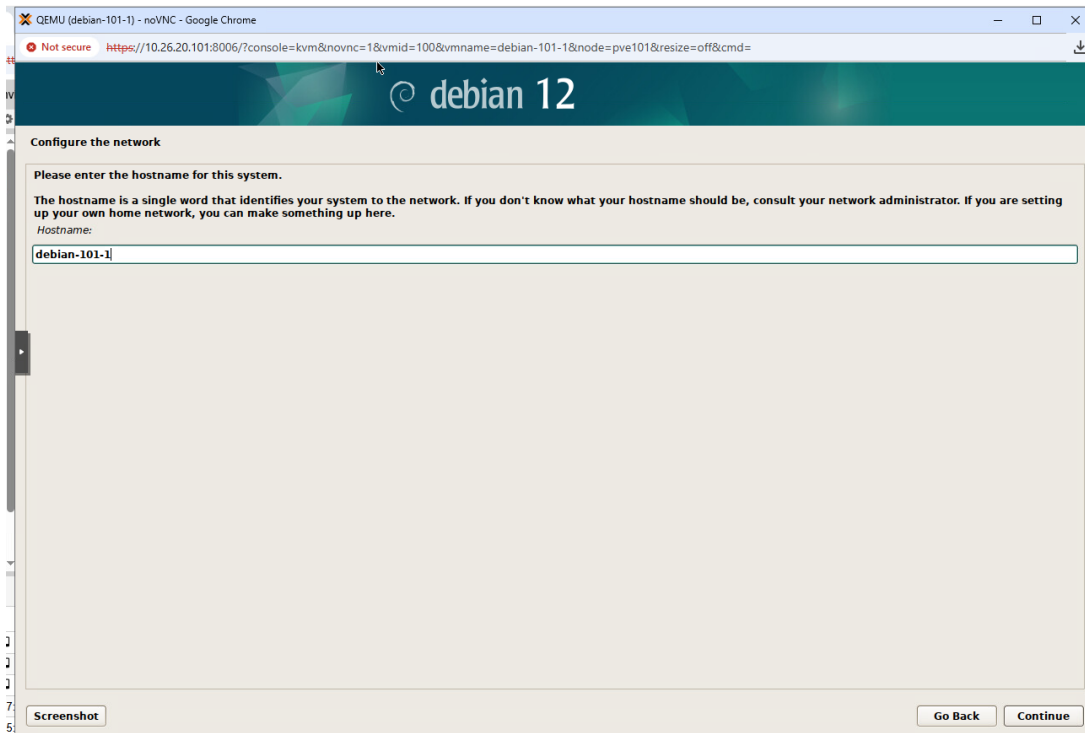 QEMU (debian-101-1) - noVNC - Google Chrome
Not secure https://10.26.20.101:8006/?console=kvm&novnc=1&vmid=100&vmname=debian-101-1&node=pve101&resize=off&cmd=
debian 12
Configure the network
Please enter the hostname for this system.
The hostname is a single word that identifies your system to the network. If you don't know what your hostname should be, consult your network administrator. If you are setting
up your own home network, you can make something up here.
Hostname:
debian-101-1
Screenshot Go Back Continue